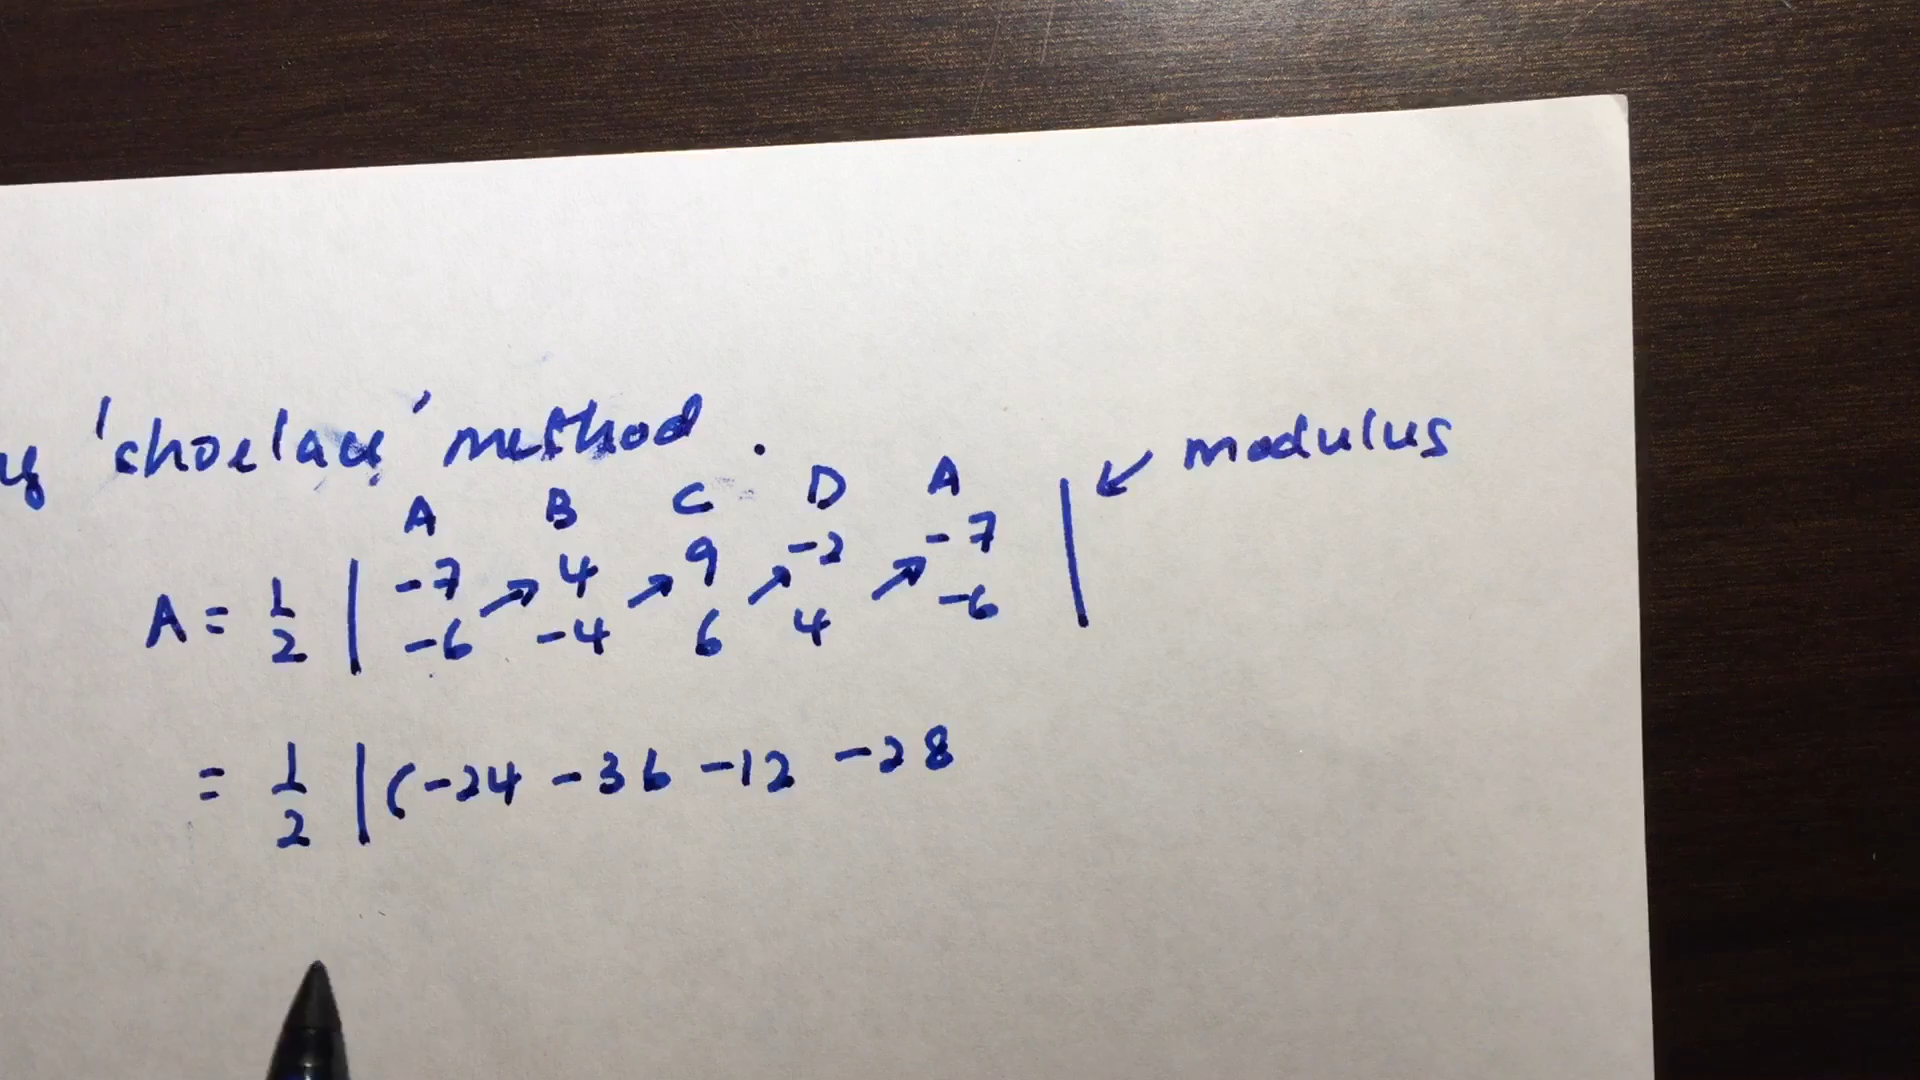 'shoelace' method.
modulus
A B C D A
-7 4 9 -2 -7
A = 1/2 | ↗ ↗ ↗ ↗ |
-6 -4 6 4 -6
= 1/2 |(-24 -36 -12 -28